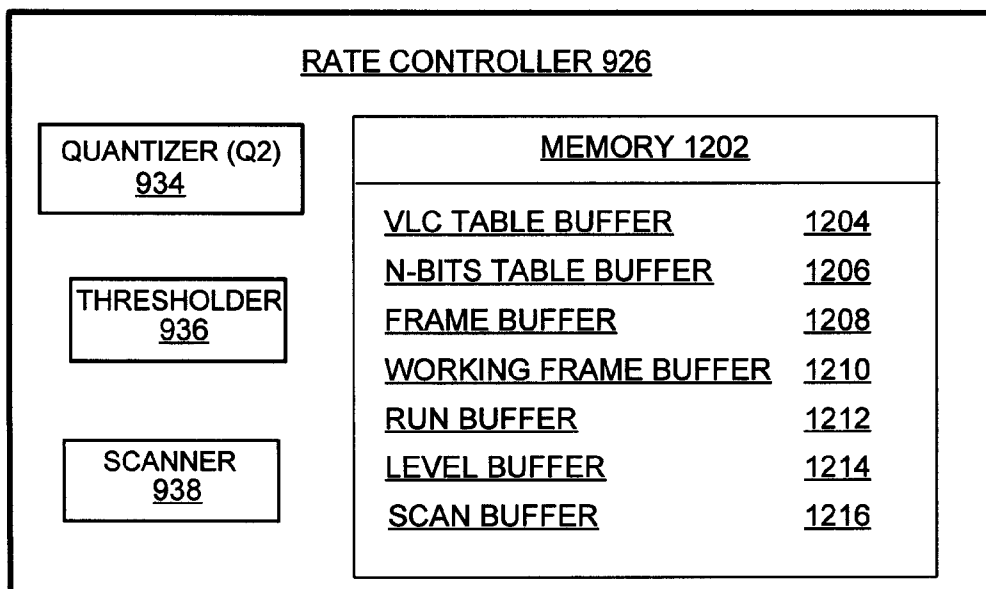 RATE CONTROLLER 926
QUANTIZER (Q2)
934
THRESHOLDER
936
SCANNER
938
MEMORY 1202
VLC TABLE BUFFER 1204
N-BITS TABLE BUFFER 1206
FRAME BUFFER 1208
WORKING FRAME BUFFER 1210
RUN BUFFER 1212
LEVEL BUFFER 1214
SCAN BUFFER 1216